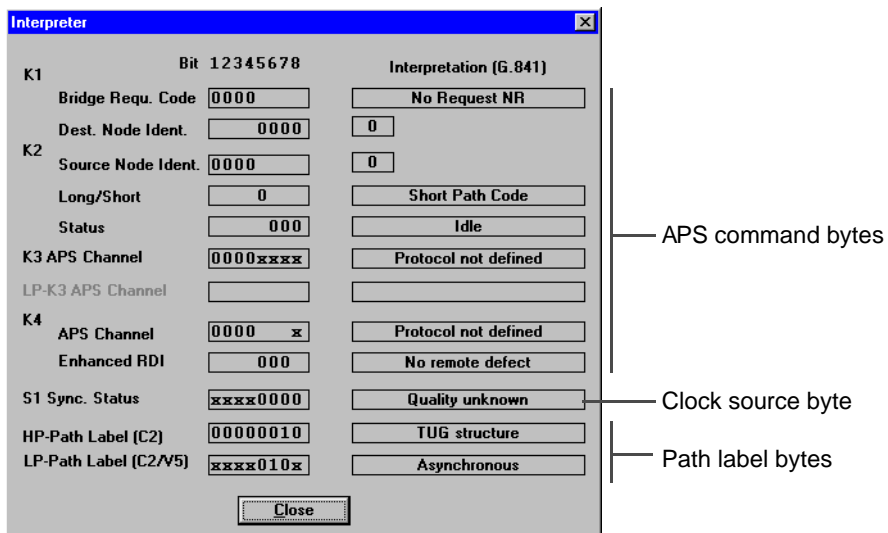 Interpreter
Bit 12345678 Interpretation (G.841)
K1
Bridge Requ. Code 0000 No Request NR
Dest. Node Ident. 0000 0
K2
Source Node Ident. 0000 0
Long/Short 0 Short Path Code
Status 000 Idle
APS command bytes
K3 APS Channel 0000xxxx Protocol not defined
LP-K3 APS Channel
K4
APS Channel 0000 x Protocol not defined
Enhanced RDI 000 No remote defect
S1 Sync. Status xxxx0000 Quality unknown Clock source byte
HP-Path Label (C2) 00000010 TUG structure
LP-Path Label (C2/V5) xxxx010x Asynchronous
Path label bytes
Close